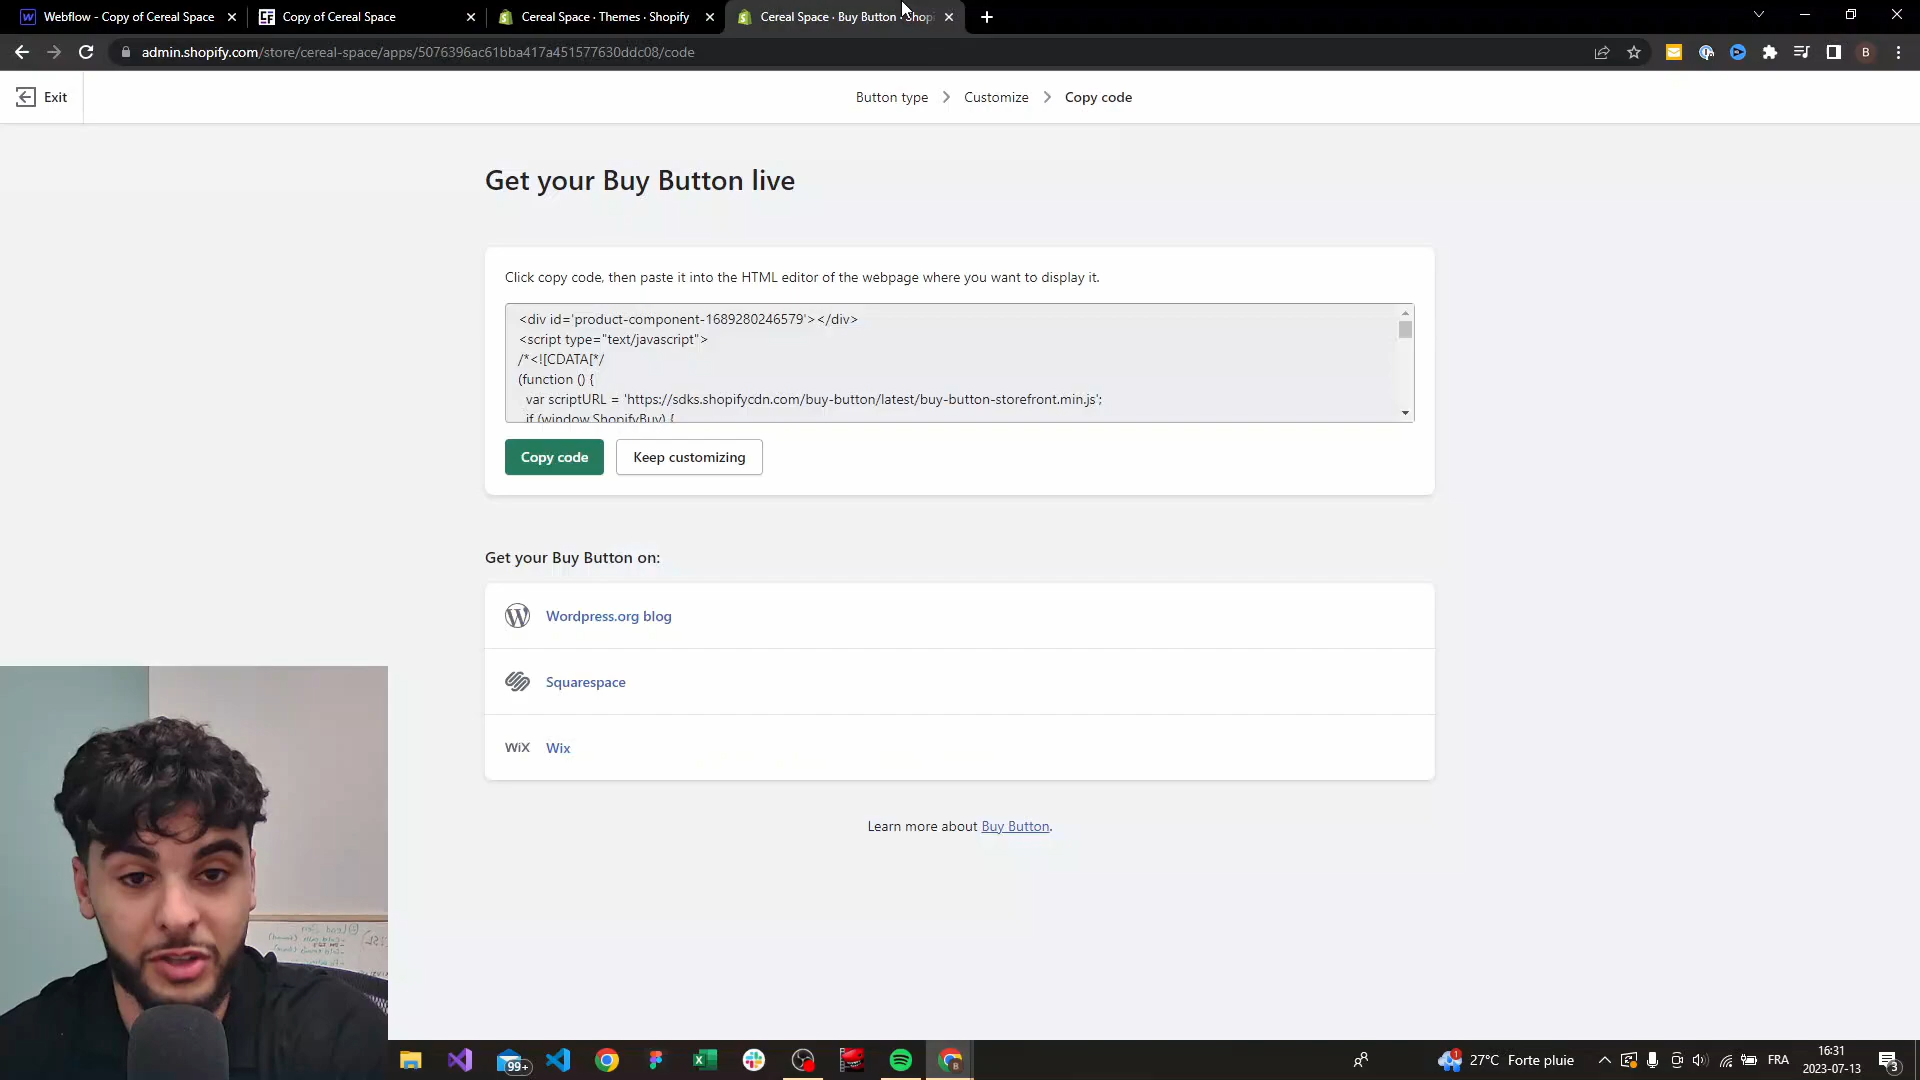 Webflow - Copy of Cereal Space
Copy of Cereal Space
Cereal Space · Themes · Shopify
Cereal Space · Buy Button · Shopi
admin.shopify.com/store/cereal-space/apps/5076396ac61bba417a451577630ddc08/code
B
Exit
Button type
Customize
Copy code
Get your Buy Button live
Click copy code, then paste it into the HTML editor of the webpage where you want to display it.
<div id='product-component-1689280246579'></div>
<script type="text/javascript">
/*<![CDATA[*/
(function () {
var scriptURL = 'https://sdks.shopifycdn.com/buy-button/latest/buy-button-storefront.min.js';
if (window.ShopifyBuy) {
Copy code
Keep customizing
Get your Buy Button on:
Wordpress.org blog
Squarespace
WiX
Wix
Learn more about Buy Button.
99+
27°C Forte pluie
FRA
16:31
2023-07-13
3